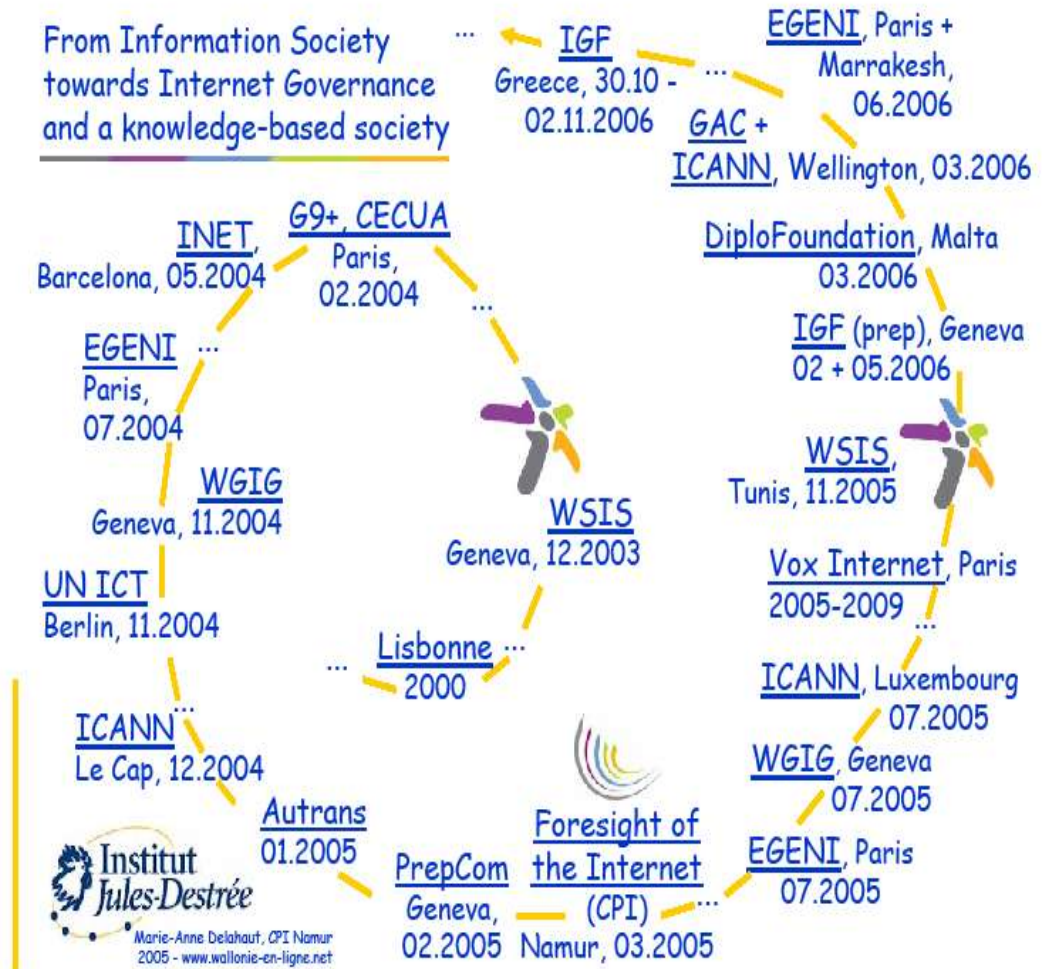 From Information Society
towards Internet Governance
and a knowledge-based society
...
IGF
Greece, 30.10 -
02.11.2006
...
EGENI, Paris +
Marrakesh,
06.2006
GAC +
ICANN, Wellington, 03.2006
DiploFoundation, Malta
03.2006
IGF (prep), Geneva
02 + 05.2006
WSIS,
Tunis, 11.2005
Vox Internet, Paris
2005-2009
...
ICANN, Luxembourg
07.2005
WGIG, Geneva
07.2005
EGENI, Paris
07.2005
...
Foresight of
the Internet
(CPI)
Namur, 03.2005
PrepCom
Geneva,
02.2005
Autrans
01.2005
ICANN
Le Cap, 12.2004
...
UN ICT
Berlin, 11.2004
WGIG
Geneva, 11.2004
EGENI
Paris,
07.2004
...
INET,
Barcelona, 05.2004
G9+, CECUA
Paris,
02.2004
...
WSIS
Geneva, 12.2003
...
Lisbonne
2000
...
Institut
Jules-Destrée
Marie-Anne Delahaut, CPI Namur
2005 - www.wallonie-en-ligne.net